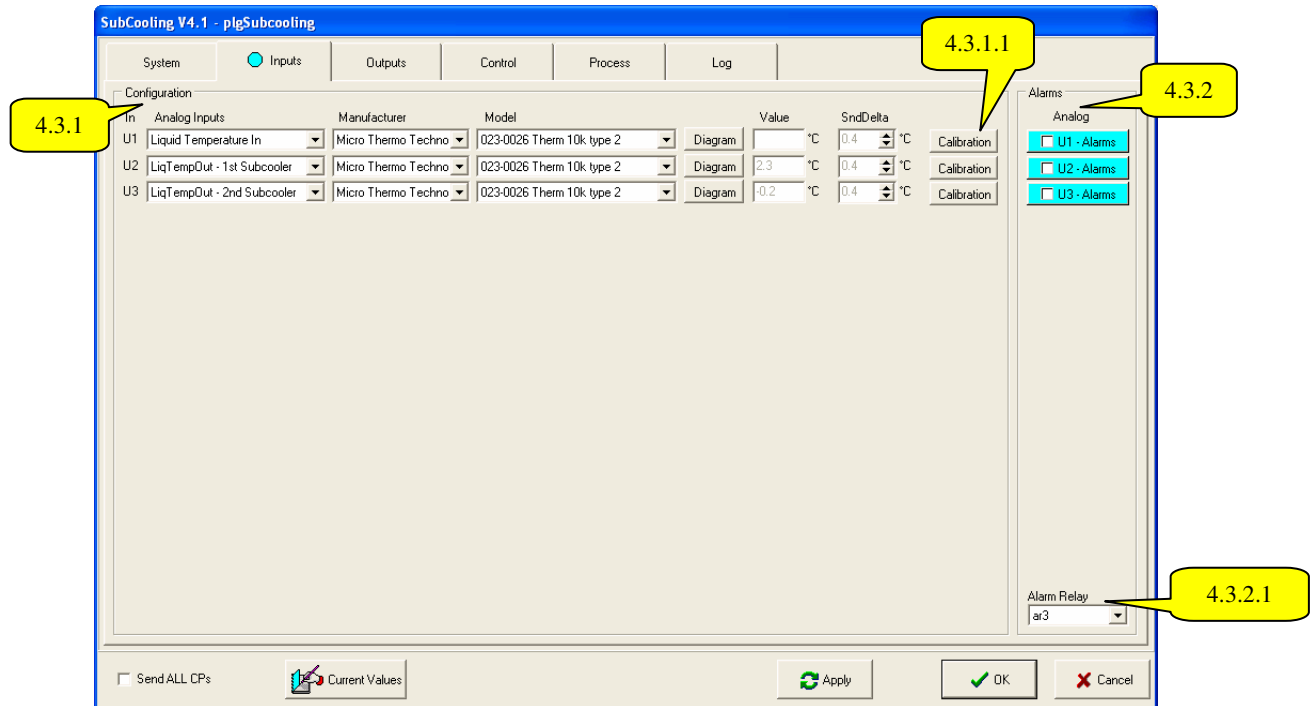 SubCooling V4.1 - plgSubcooling
System Inputs Outputs Control Process Log
4.3.1.1
4.3.2
4.3.1
Configuration
Alarms
In Analog Inputs Manufacturer Model Value SndDelta Analog
U1 Liquid Temperature In Micro Thermo Techno 023-0026 Therm 10k type 2 Diagram °C 0.4 °C Calibration U1 - Alarms
U2 LiqTempOut - 1st Subcooler Micro Thermo Techno 023-0026 Therm 10k type 2 Diagram 2.3 °C 0.4 °C Calibration U2 - Alarms
U3 LiqTempOut - 2nd Subcooler Micro Thermo Techno 023-0026 Therm 10k type 2 Diagram -0.2 °C 0.4 °C Calibration U3 - Alarms
Alarm Relay
ar3
4.3.2.1
Send ALL CPs Current Values Apply OK Cancel